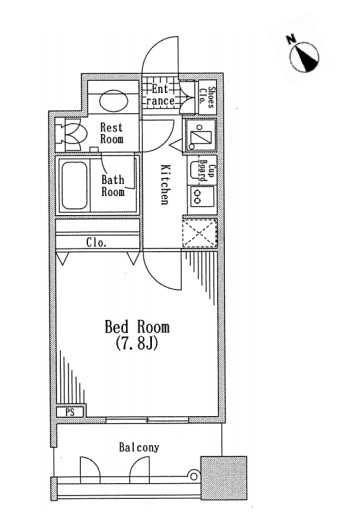 N
Ent
rance
Shoes
Clo.
Rest
Room
Bath
Room
Kitchen
Cup
Board
Clo.
Bed Room
(7.8J)
PS
Balcony